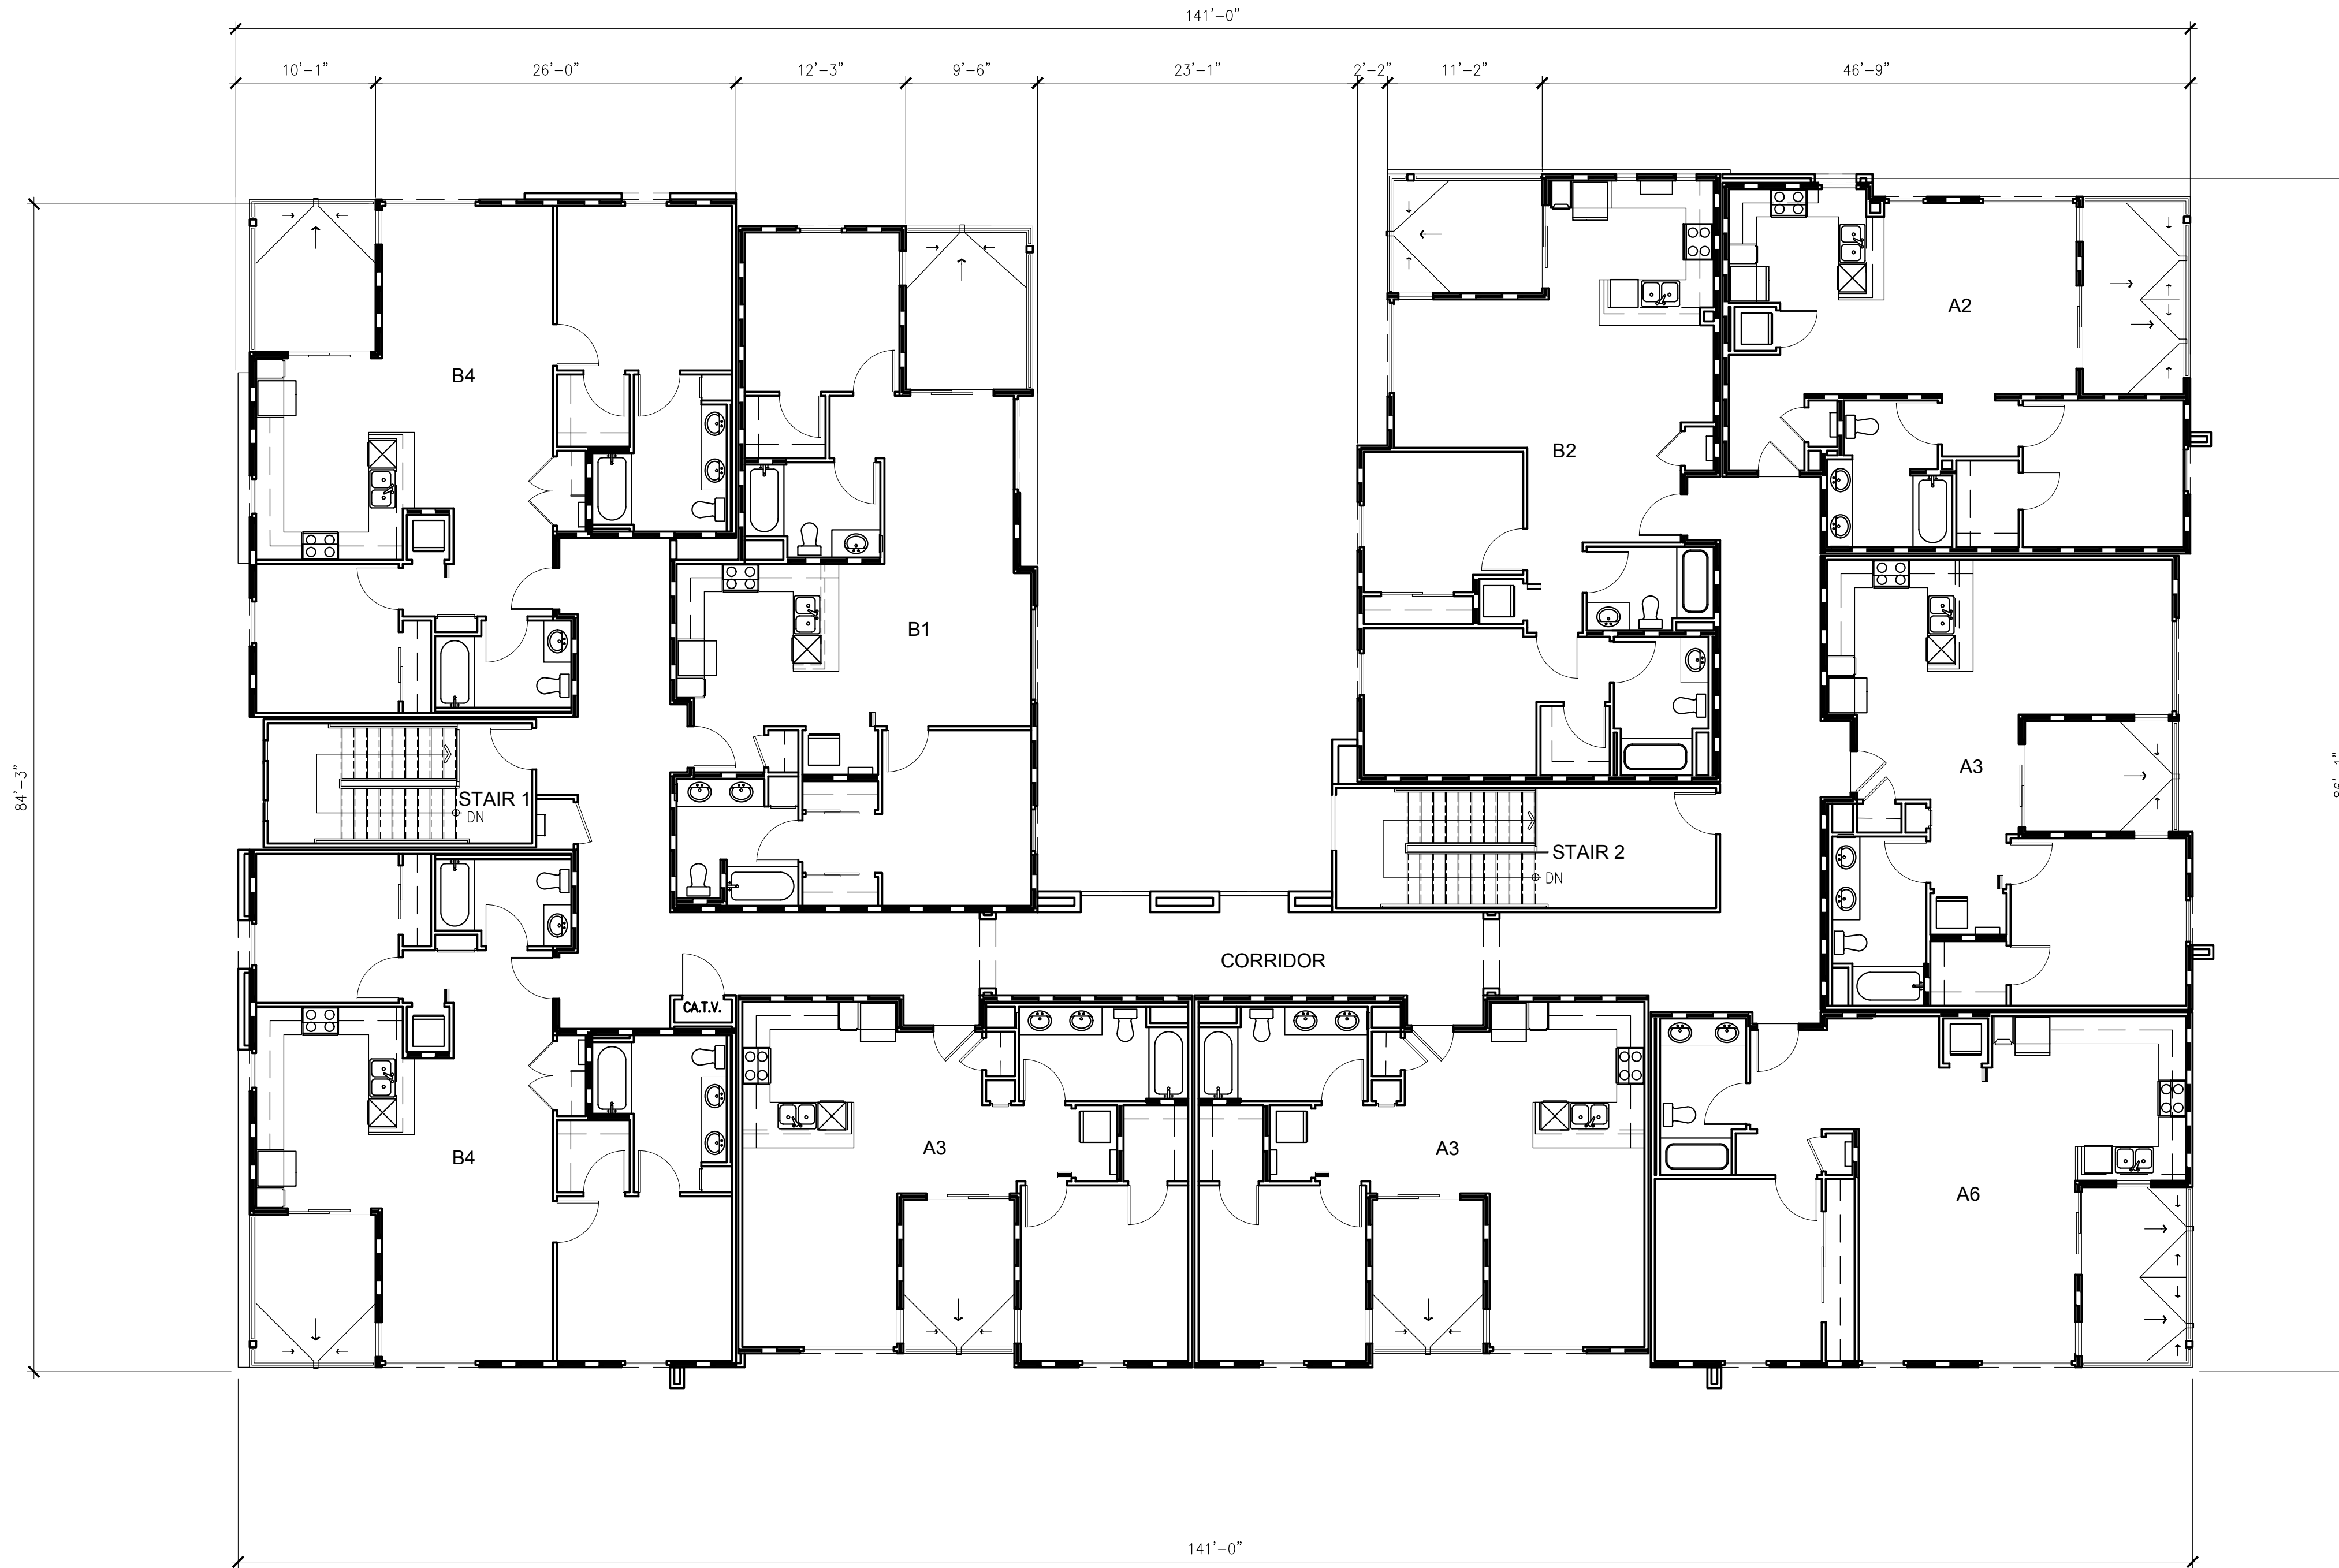 141'-0"
10'-1"
26'-0"
12'-3"
9'-6"
23'-1"
2'-2"
11'-2"
46'-9"
A2
B4
B2
B1
A3
STAIR 1
DN
84'-3"
86'-1"
STAIR 2
DN
CORRIDOR
CA.T.V.
B4
A3
A3
A6
141'-0"